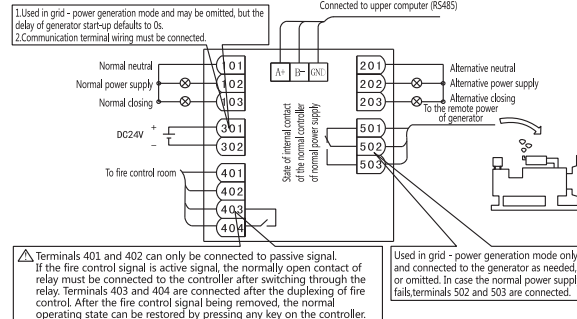 1.Used in grid - power generation mode and may be omitted, but the
delay of generator start-up defaults to 0s.
2.Communication terminal wiring must be connected.
Connected to upper computer (RS485)
A+ B- GND
Normal neutral
Normal power supply
Normal closing
101
102
103
DC24V
+
−
301
302
To fire control room
401
402
403
404
State of internal contact
of the normal controller
of normal power supply
201
202
203
Alternative neutral
Alternative power supply
Alternative closing
To the remote power
of generator
501
502
503
⚠ Terminals 401 and 402 can only be connected to passive signal.
If the fire control signal is active signal, the normally open contact of
relay must be connected to the controller after switching through the
relay. Terminals 403 and 404 are connected after the duplexing of fire
control. After the fire control signal being removed, the normal
operating state can be restored by pressing any key on the controller.
Used in grid - power generation mode only
and connected to the generator as needed,
or omitted. In case the normal power suppl
fails,terminals 502 and 503 are connected.